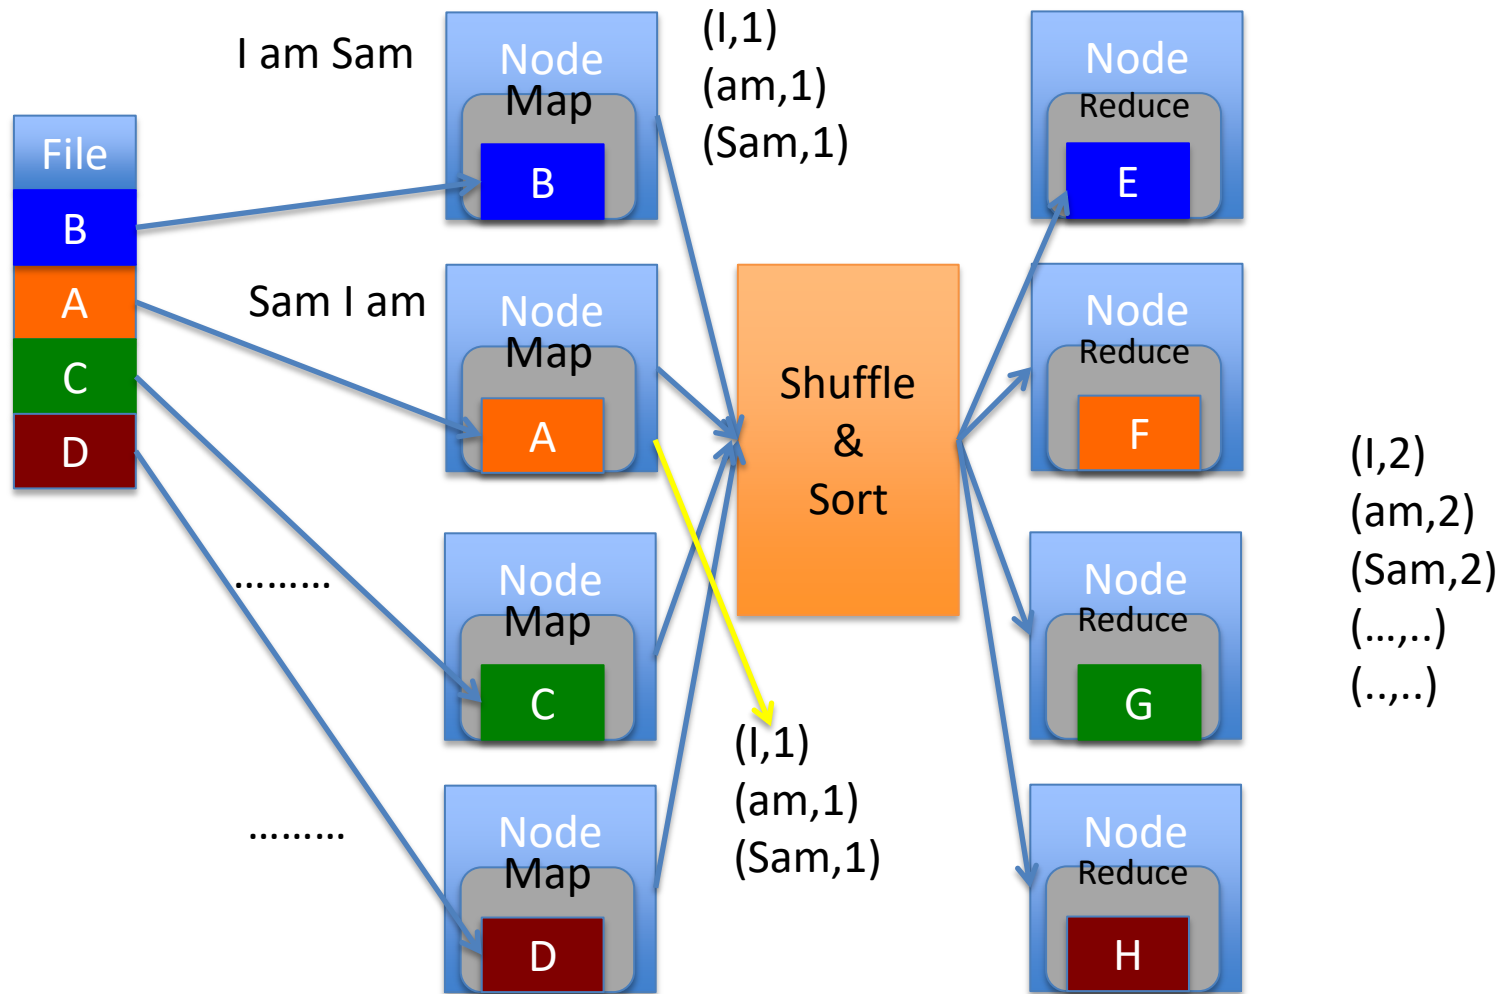 File
B
A
C
D
I am Sam
Sam I am
………
………
Node
Map
B
Node
Map
A
Node
Map
C
Node
Map
D
(I,1)
(am,1)
(Sam,1)
Shuffle
&
Sort
(I,1)
(am,1)
(Sam,1)
Node
Reduce
E
Node
Reduce
F
Node
Reduce
G
Node
Reduce
H
(I,2)
(am,2)
(Sam,2)
(…,..)
(..,..)